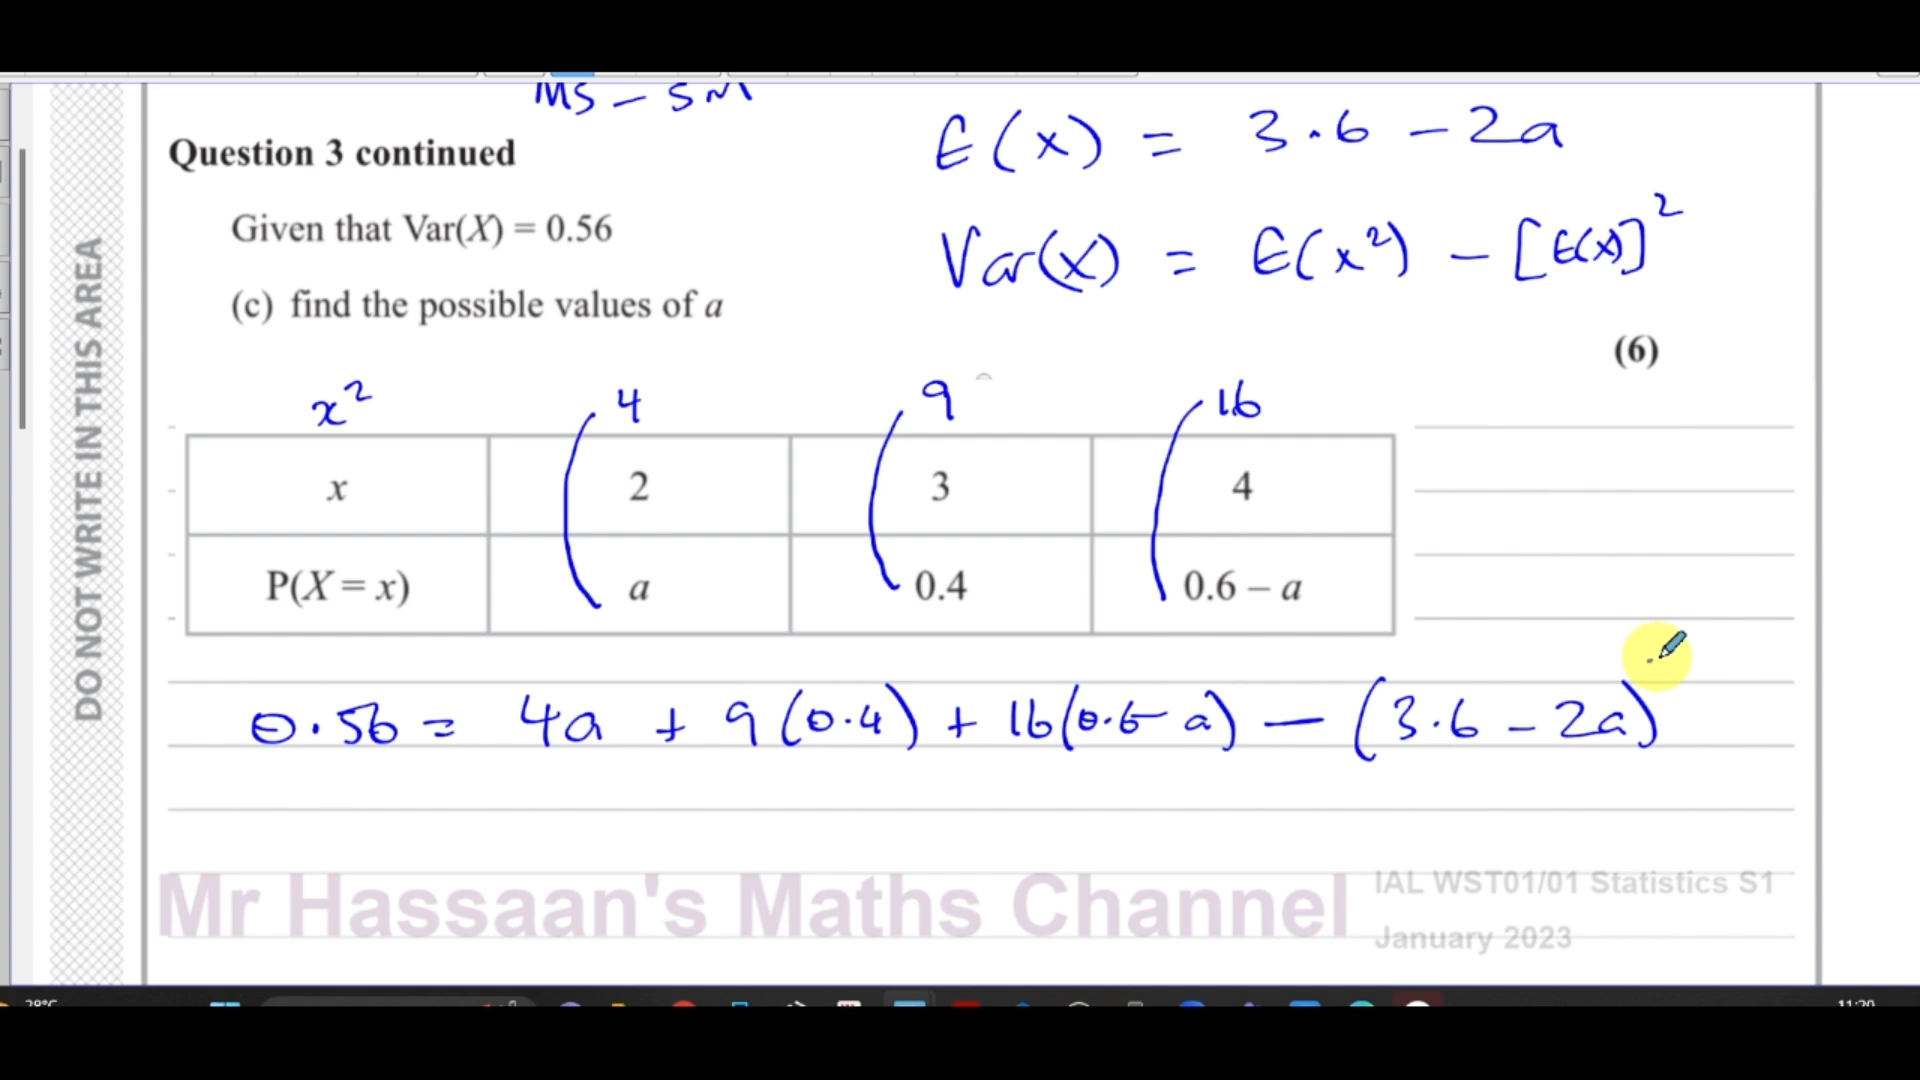 MS - SM
E(x) = 3.6 - 2a
Question 3 continued
Given that Var(X) = 0.56
Var(x) = E(x²) - [E(x)]²
(c) find the possible values of a
(6)
x² 4 9 16
x 2 3 4
P(X = x) a 0.4 0.6 – a
0.56 = 4a + 9(0.4) + 16(0.6 - a) - (3.6 - 2a)
Mr Hassaan's Maths Channel
IAL WST01/01 Statistics S1
January 2023
DO NOT WRITE IN THIS AREA
28°C
11:20